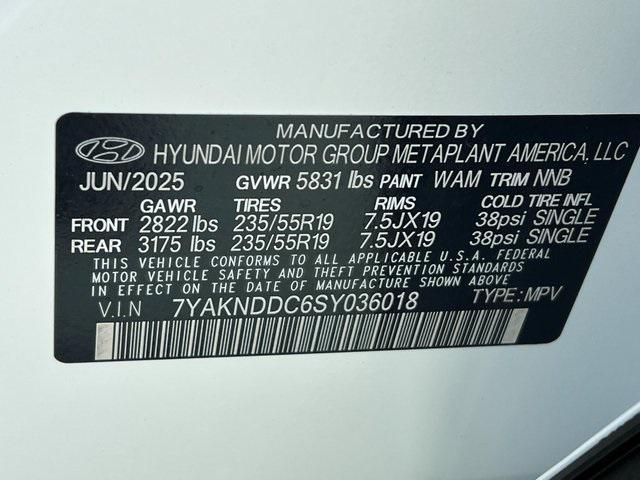 MANUFACTURED BY
HYUNDAI MOTOR GROUP METAPLANT AMERICA, LLC
JUN/2025 GVWR 5831 lbs PAINT WAM TRIM NNB
GAWR TIRES RIMS COLD TIRE INFL
FRONT 2822 lbs 235/55R19 7.5JX19 38psi SINGLE
REAR 3175 lbs 235/55R19 7.5JX19 38psi SINGLE
THIS VEHICLE CONFORMS TO ALL APPLICABLE U.S.A. FEDERAL
MOTOR VEHICLE SAFETY AND THEFT PREVENTION STANDARDS
IN EFFECT ON THE DATE OF MANUFACTURE SHOWN ABOVE.
V.I.N 7YAKNDDC6SY036018 TYPE: MPV